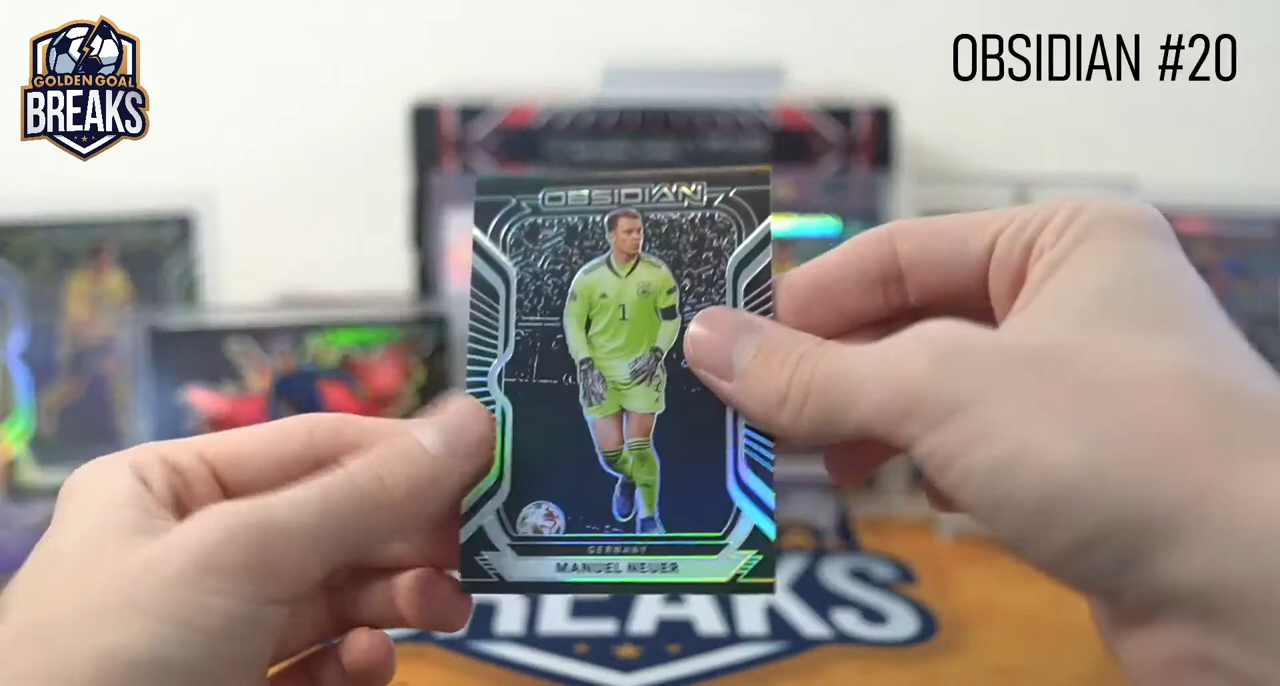 GOLDEN GOAL
BREAKS
OBSIDIAN #20
OBSIDIAN
1
GERMANY
MANUEL NEUER
BREAKS